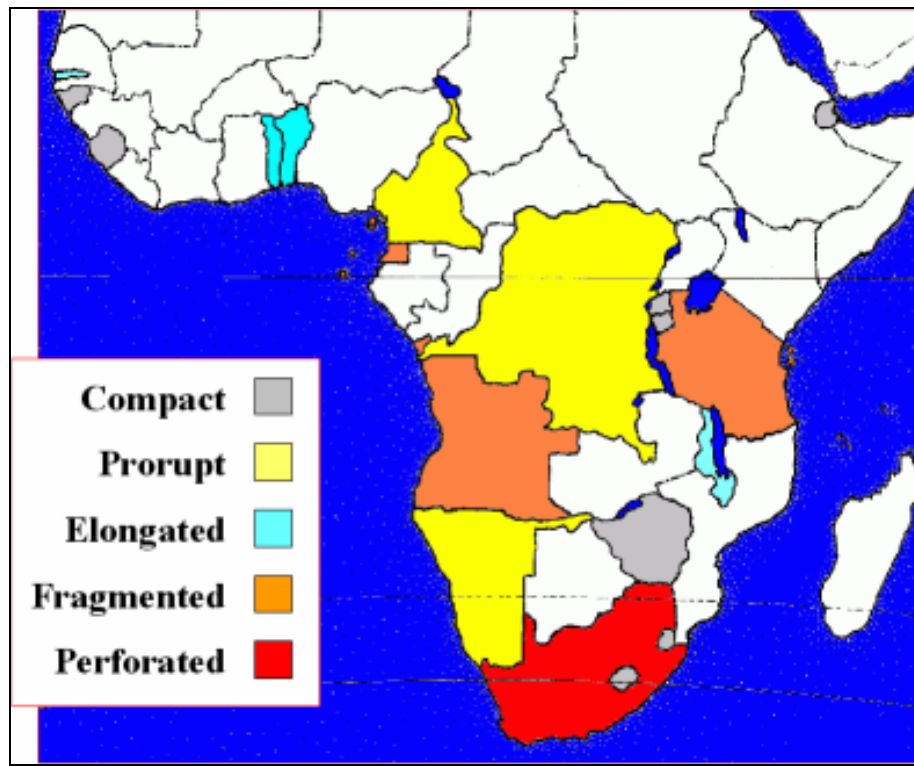 Compact
Prorupt
Elongated
Fragmented
Perforated